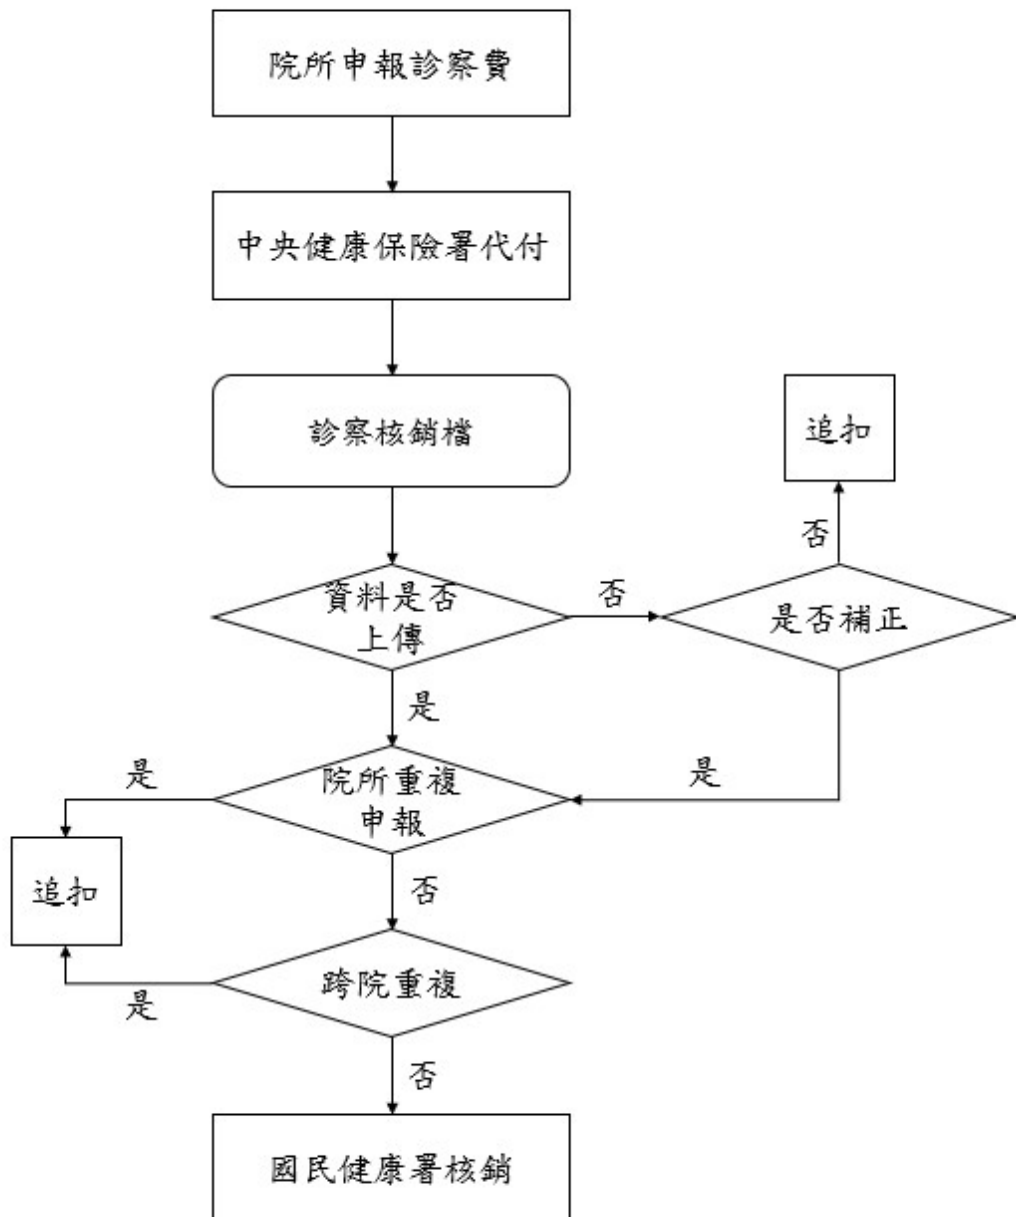 院所申報診察費
中央健康保險署代付
診察核銷檔
追扣
否
資料是否
上傳
否
是否補正
是
是
院所重複
申報
是
追扣
否
跨院重複
是
否
國民健康署核銷